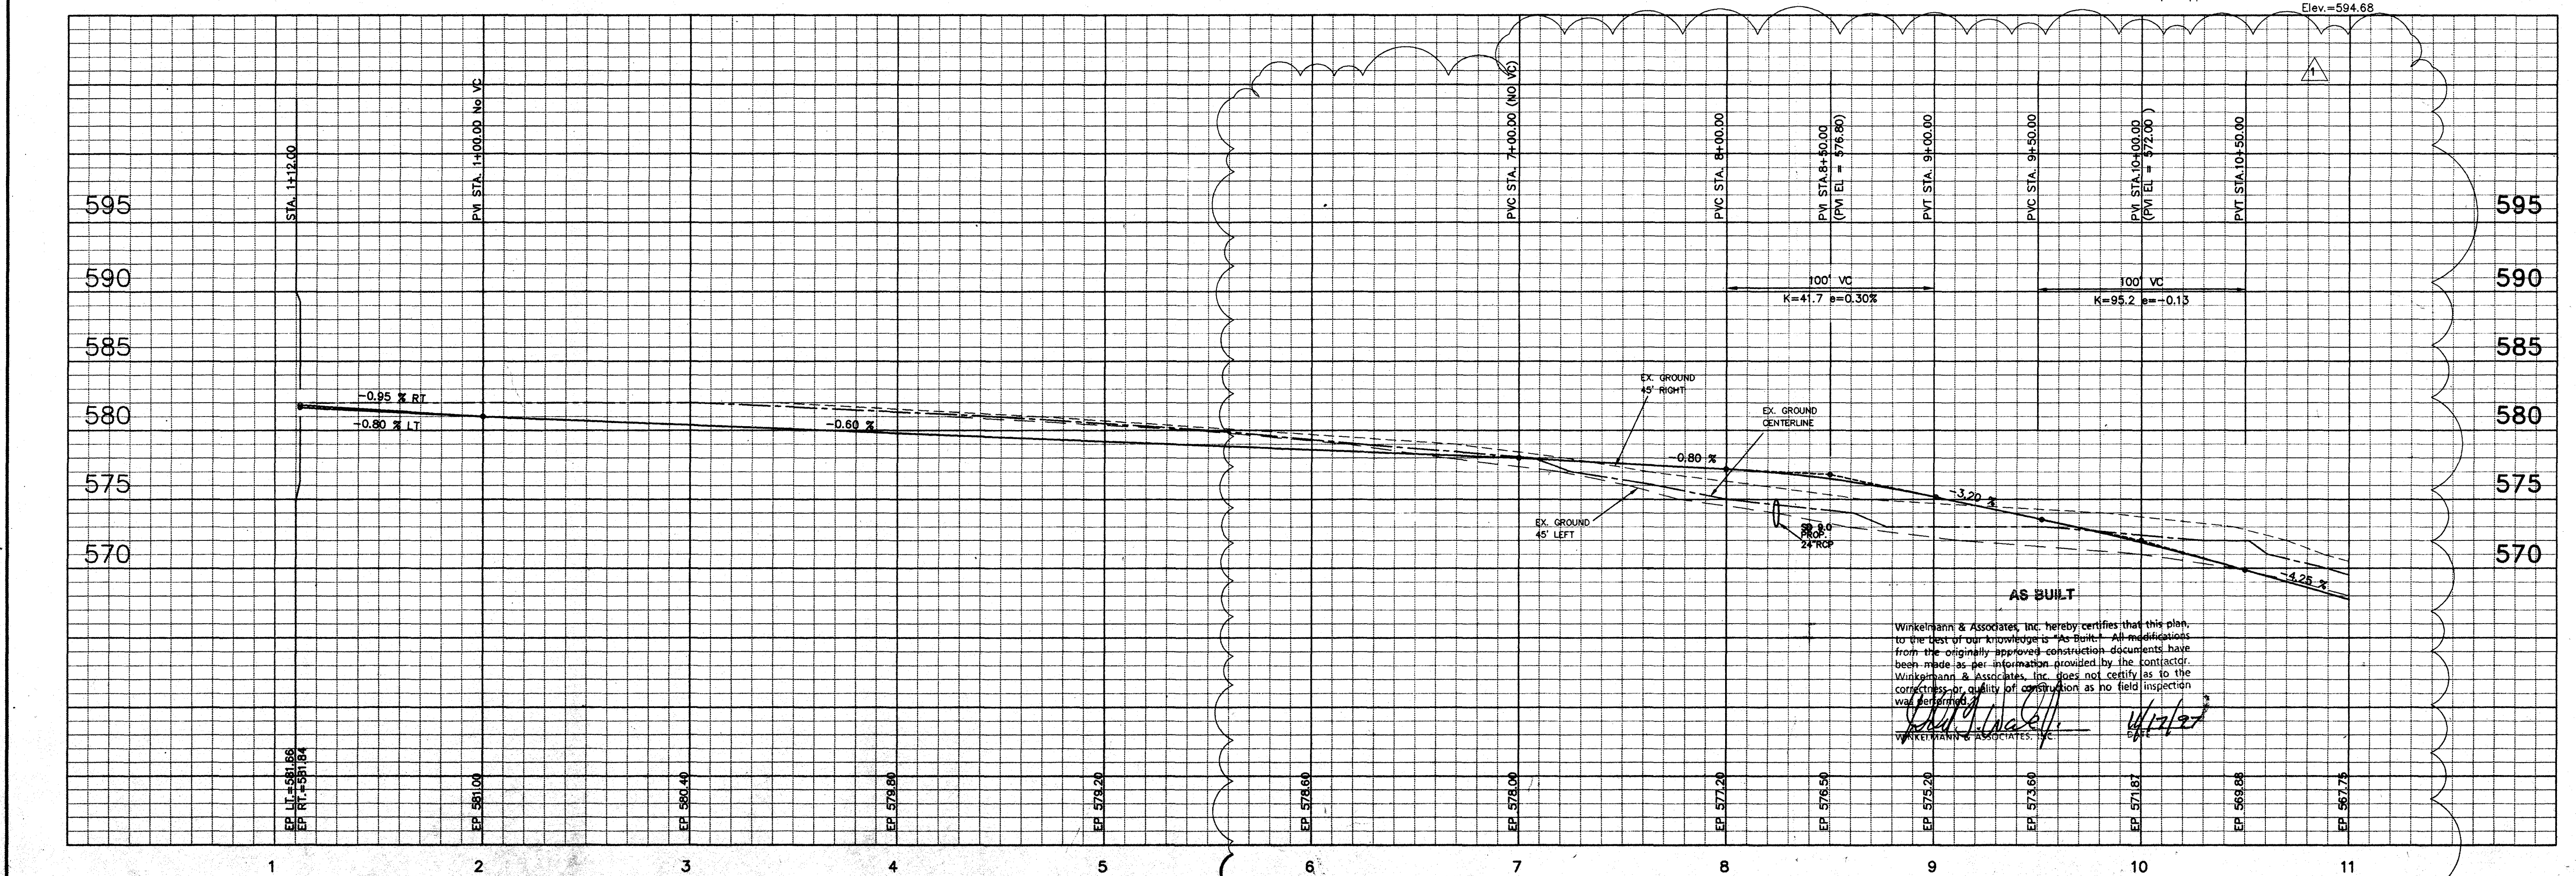 Elev.=594.68
1
STA. 1+12.00
PVI STA. 1+00.00 No VC
PVC STA. 7+00.00 (NO VC)
PVC STA. 8+00.00
PVI STA.8+50.00
(PVI EL = 576.80)
PVT STA. 9+00.00
PVC STA. 9+50.00
PVI STA.10+00.00
(PVI EL = 572.00)
PVT STA.10+50.00
595
595
590
590
100' VC
K=41.7 e=0.30%
100' VC
K=95.2 e=-0.13
585
585
-0.95 % RT
-0.80 % LT
580
580
-0.60 %
EX. GROUND
45' RIGHT
EX. GROUND
CENTERLINE
-0.80 %
575
575
-3.20 %
EX. GROUND
45' LEFT
PROP.
24"RCP
570
570
-4.25 %
AS BUILT
Winkelmann & Associates, Inc. hereby certifies that this plan,
to the best of our knowledge is "As Built." All modifications
from the originally approved construction documents have
been made as per information provided by the contractor.
Winkelmann & Associates, Inc. does not certify as to the
correctness or quality of construction as no field inspection
was performed.
WINKELMANN & ASSOCIATES, INC.
DATE
EP LT.=581.66
EP RT.=581.84
EP 581.00
EP 580.40
EP 579.80
EP 579.20
EP 578.60
EP 578.00
EP 577.20
EP 576.50
EP 575.20
EP 573.60
EP 571.87
EP 569.88
EP 567.75
1 2 3 4 5 6 7 8 9 10 11